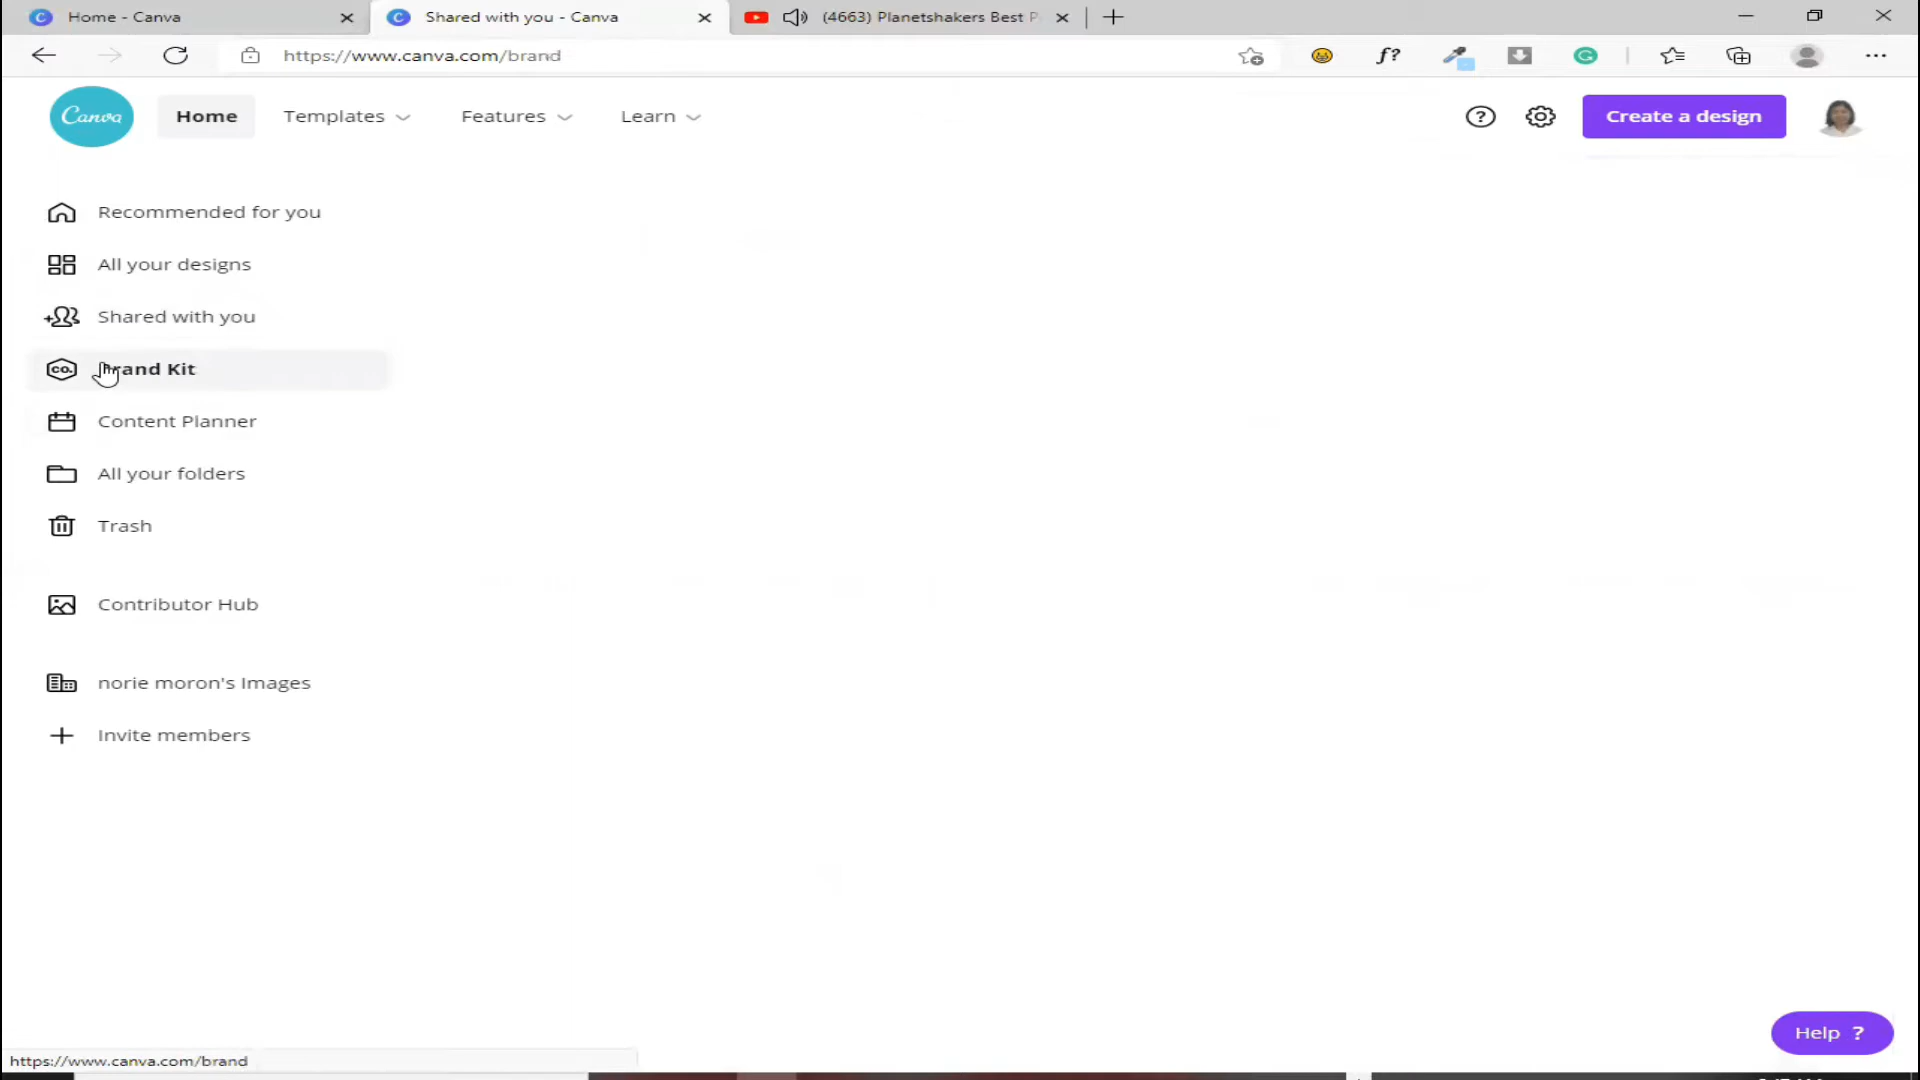 Home - Canva
Shared with you - Canva
(4663) Planetshakers Best P
https://www.canva.com/brand
f?
Canva
Home
Templates
Features
Learn
?
Create a design
Recommended for you
All your designs
Shared with you
CO. Brand Kit
Content Planner
All your folders
Trash
Contributor Hub
norie moron's Images
Invite members
Help ?
https://www.canva.com/brand